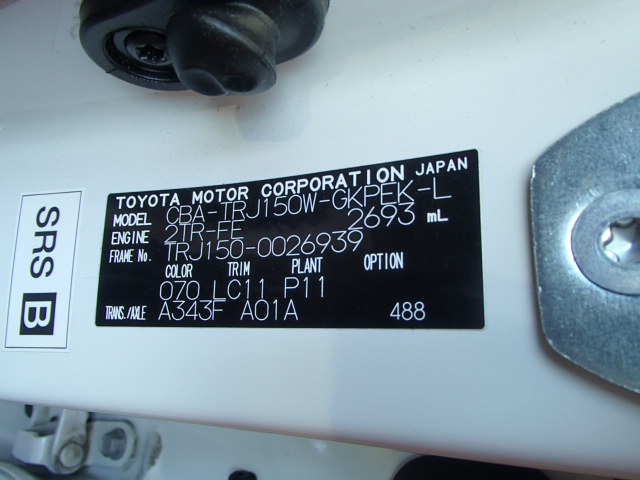 TOYOTA MOTOR CORPORATION JAPAN
MODEL CBA-TRJ150W-GKPEK-L
ENGINE 2TR-FE 2693 mL
FRAME No. TRJ150-0026939
COLOR TRIM PLANT OPTION
070 LC11 P11
TRANS./AXLE A343F A01A 488
SRS B